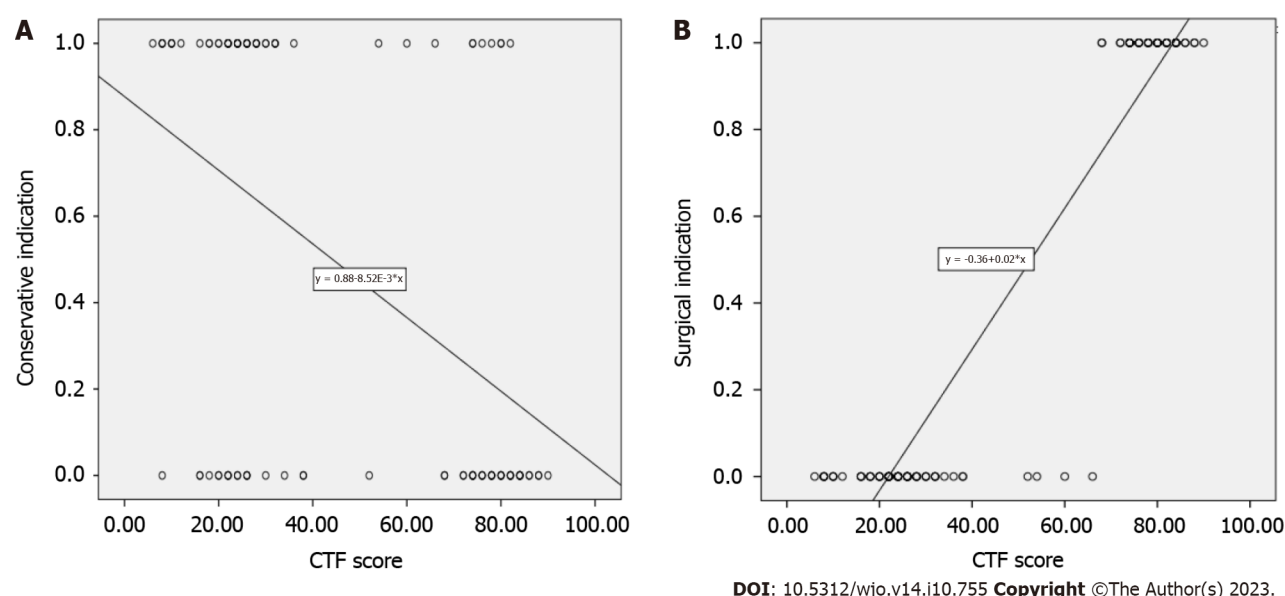 A
1.0
0.8
0.6
0.4
0.2
0.0
Conservative indication
y = 0.88-8.52E-3*x
0.00 20.00 40.00 60.00 80.00 100.00
CTF score
B
1.0
0.8
0.6
0.4
0.2
0.0
Surgical indication
y = -0.36+0.02*x
0.00 20.00 40.00 60.00 80.00 100.00
CTF score
DOI: 10.5312/wjo.v14.i10.755 Copyright ©The Author(s) 2023.